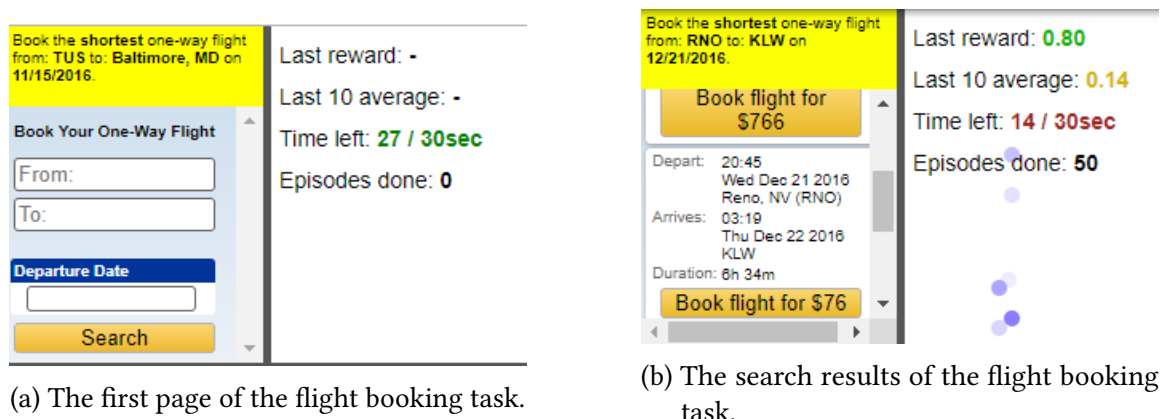 Book the shortest one-way flight
from: TUS to: Baltimore, MD on
11/15/2016.
Book Your One-Way Flight
From:
To:
Departure Date
Search
Last reward: -
Last 10 average: -
Time left: 27 / 30sec
Episodes done: 0
(a) The first page of the flight booking task.
Book the shortest one-way flight
from: RNO to: KLW on
12/21/2016.
Book flight for
$766
Depart: 20:45
Wed Dec 21 2016
Reno, NV (RNO)
Arrives: 03:19
Thu Dec 22 2016
KLW
Duration: 6h 34m
Book flight for $76
Last reward: 0.80
Last 10 average: 0.14
Time left: 14 / 30sec
Episodes done: 50
(b) The search results of the flight booking
task.